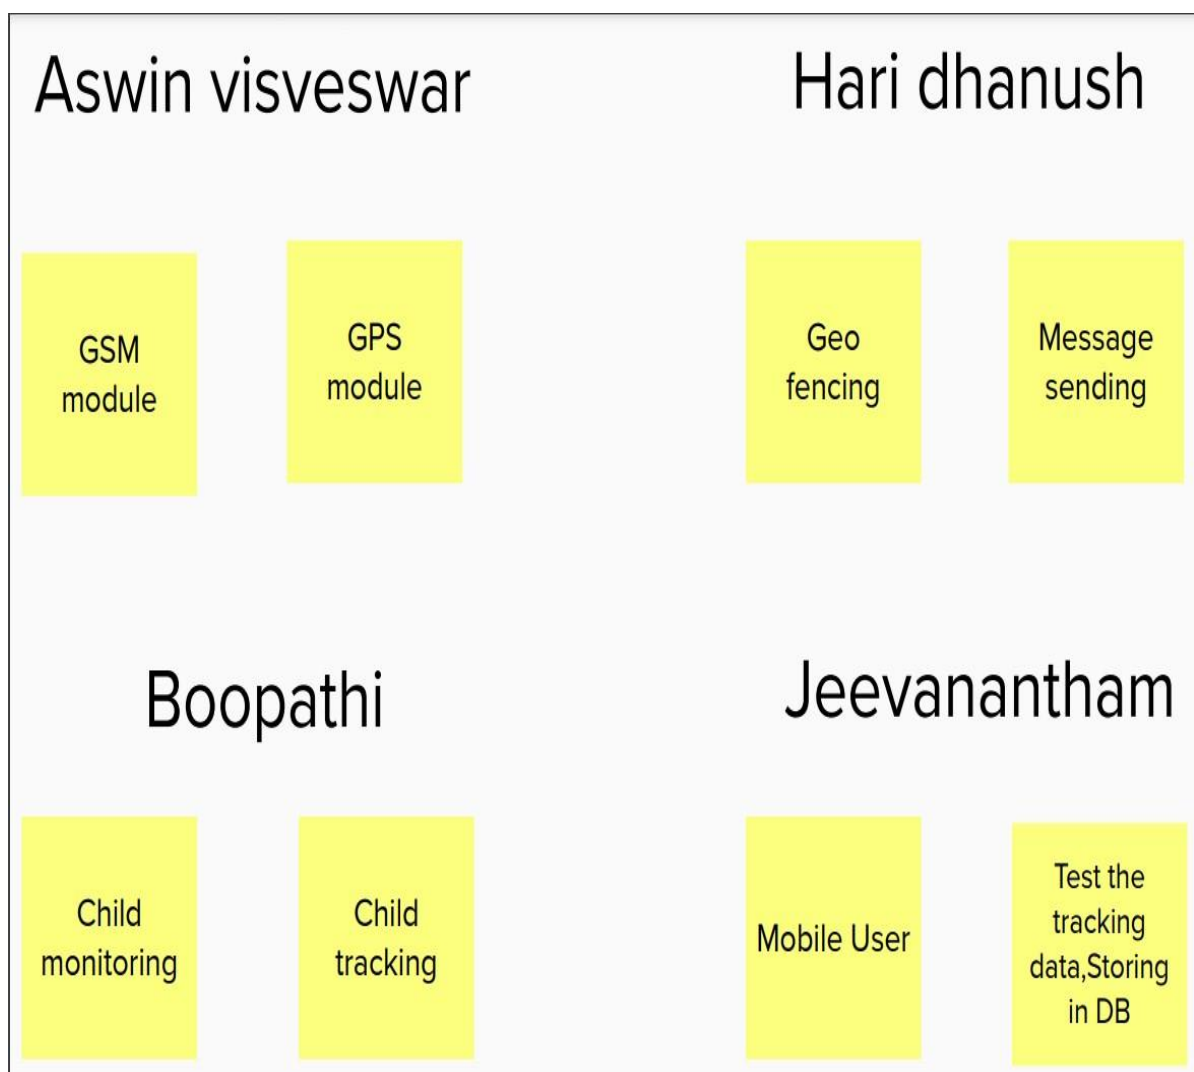 Aswin visveswar
Hari dhanush
GSM
module
GPS
module
Geo
fencing
Message
sending
Boopathi
Jeevanantham
Child
monitoring
Child
tracking
Mobile User
Test the
tracking
data,Storing
in DB